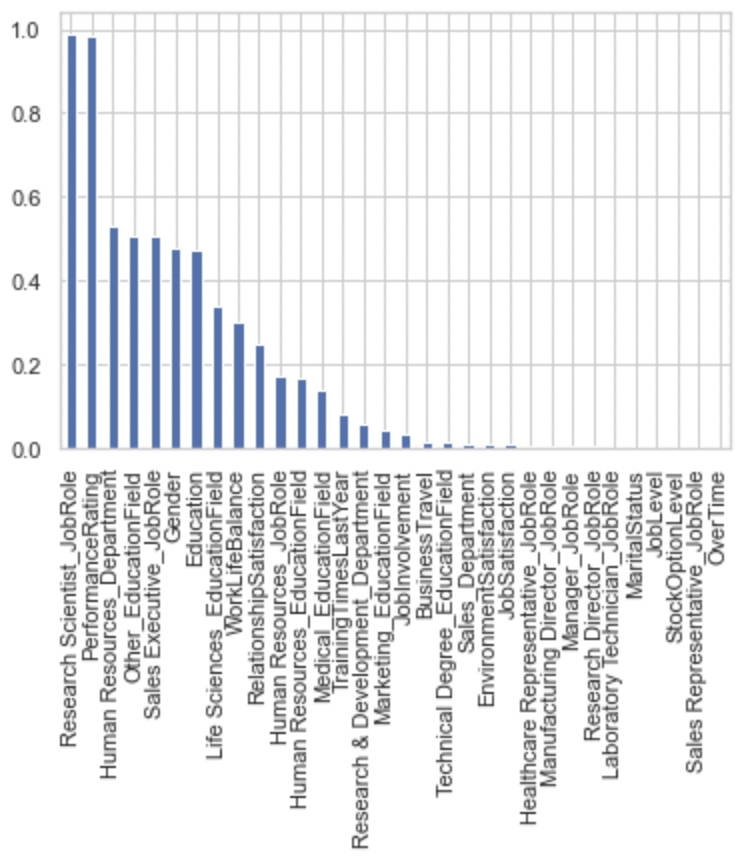 1.0
0.8
0.6
0.4
0.2
0.0
Research Scientist_JobRole
PerformanceRating
Human Resources_Department
Other_EducationField
Sales Executive_JobRole
Gender
Education
Life Sciences_EducationField
WorkLifeBalance
RelationshipSatisfaction
Human Resources_JobRole
Human Resources_EducationField
Medical_EducationField
TrainingTimesLastYear
Research & Development_Department
Marketing_EducationField
JobInvolvement
BusinessTravel
Technical Degree_EducationField
Sales_Department
EnvironmentSatisfaction
JobSatisfaction
Healthcare Representative_JobRole
Manufacturing Director_JobRole
Manager_JobRole
Research Director_JobRole
Laboratory Technician_JobRole
MaritalStatus
JobLevel
StockOptionLevel
Sales Representative_JobRole
OverTime